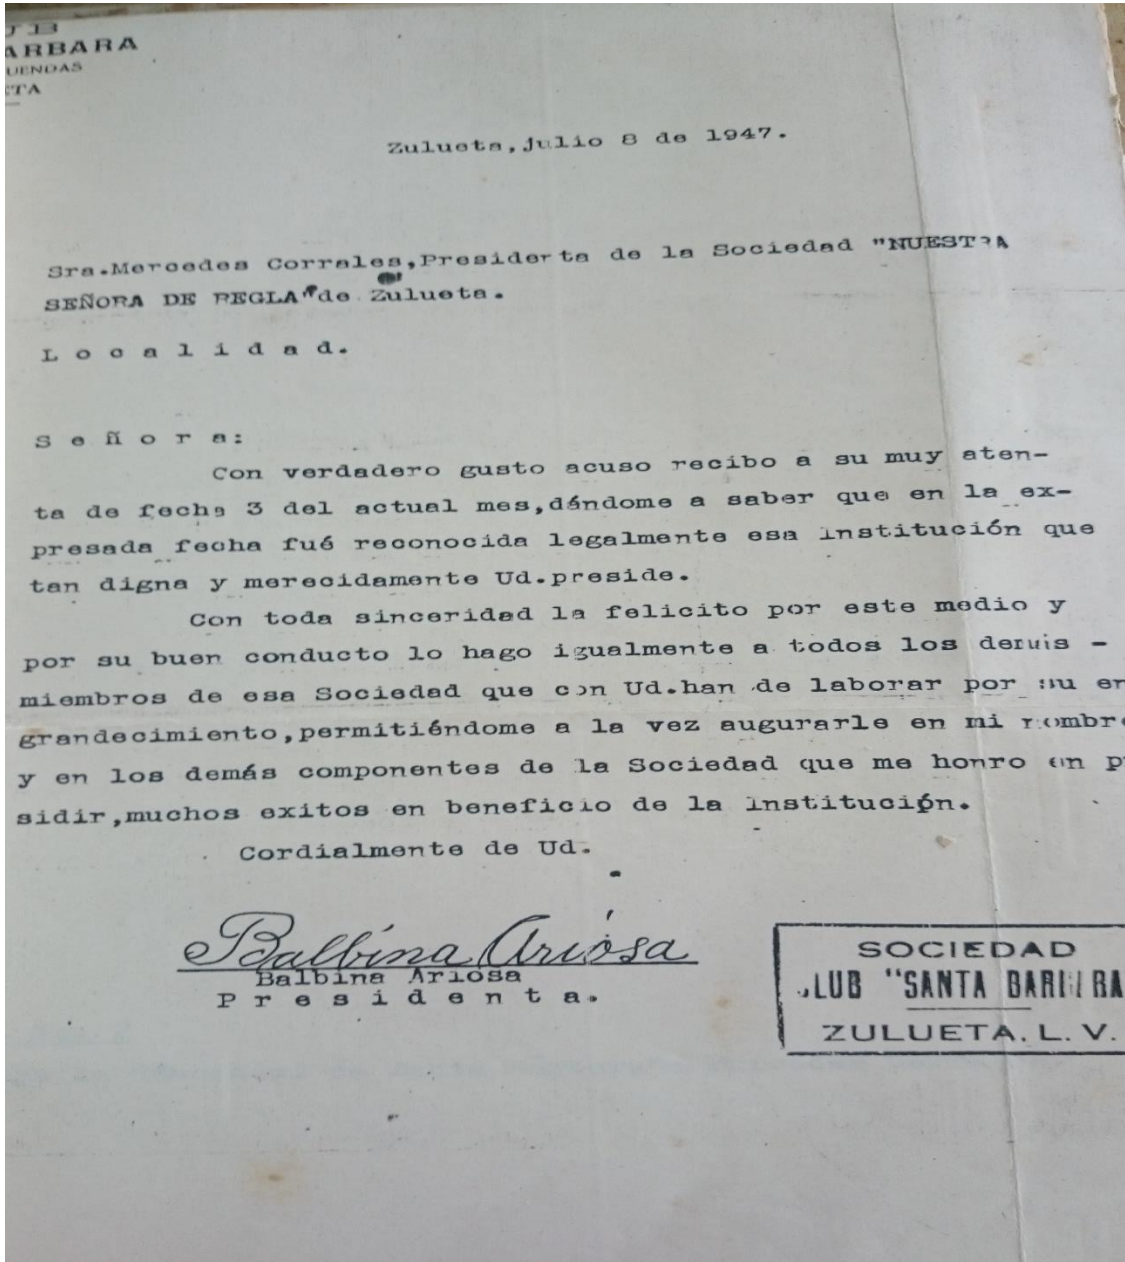 UB
ARBARA
UENDAS
ETA
Zulueta,julio 8 de 1947.
Sra.Mercedes Corrales,Presidenta de la Sociedad "NUESTRA
SEÑORA DE REGLA"de Zulueta.
L o c a l i d a d.
S e ñ o r a:
Con verdadero gusto acuso recibo a su muy aten-
ta de fecha 3 del actual mes,dándome a saber que en la ex-
presada fecha fué reconocida legalmente esa institución que
tan digna y merecidamente Ud.preside.
Con toda sinceridad la felicito por este medio y
por su buen conducto lo hago igualmente a todos los demás -
miembros de esa Sociedad que con Ud.han de laborar por su en
grandecimiento,permitiéndome a la vez augurarle en mi nombre
y en los demás componentes de la Sociedad que me honro en p
sidir,muchos exitos en beneficio de la institución.
Cordialmente de Ud.
Balbina Ariosa
Balbina Ariosa
P r e s i d e n t a.
SOCIEDAD
LUB "SANTA BARBARA
ZULUETA. L. V.